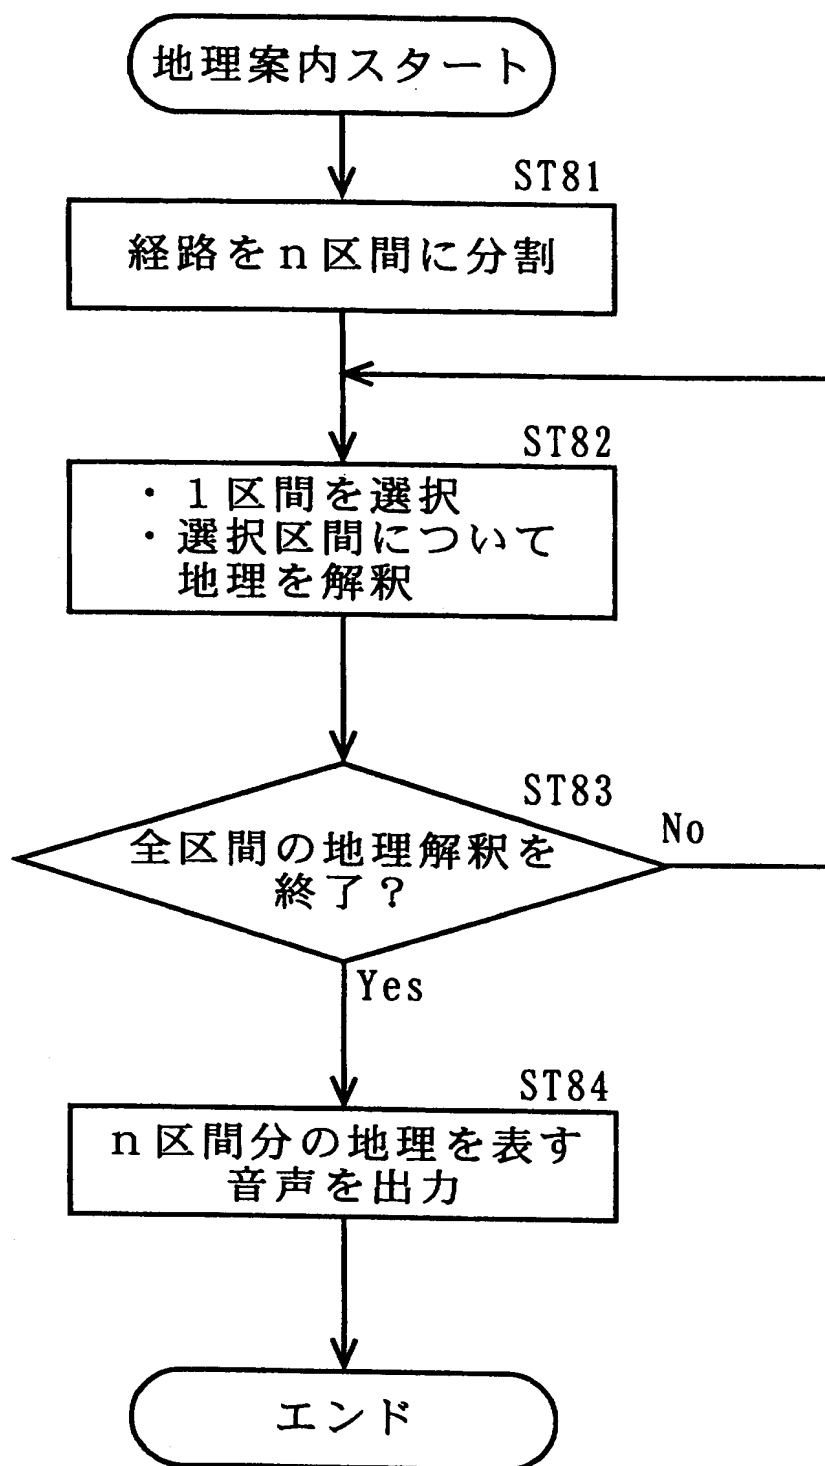 地理案内スタート
ST81
経路をn区間に分割
ST82
・1区間を選択
・選択区間について
地理を解釈
ST83
No
全区間の地理解釈を
終了？
Yes
ST84
n区間分の地理を表す
音声を出力
エンド